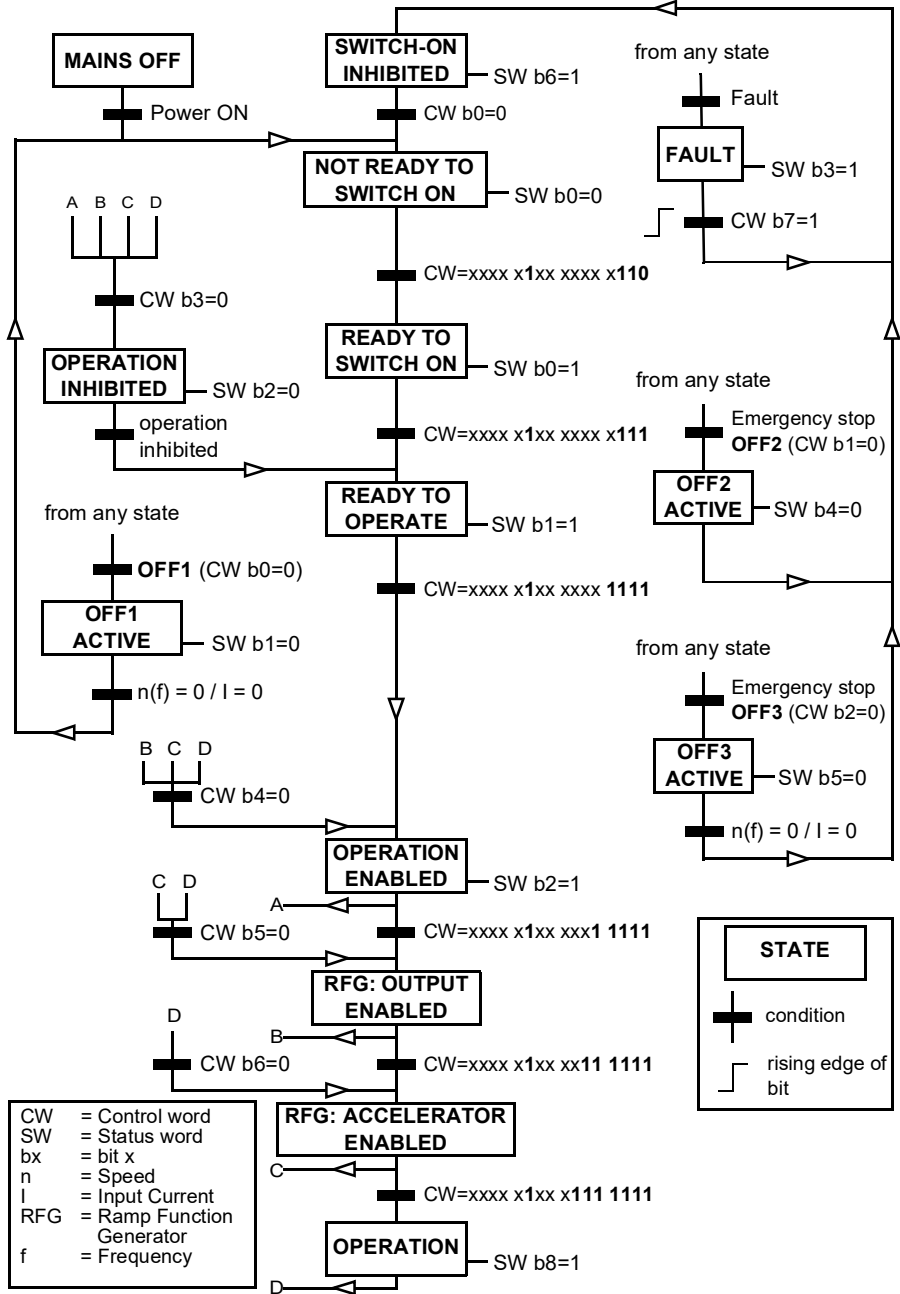 MAINS OFF
Power ON
SWITCH-ON
INHIBITED
SW b6=1
CW b0=0
NOT READY TO
SWITCH ON
SW b0=0
CW=xxxx x1xx xxxx x110
READY TO
SWITCH ON
SW b0=1
CW=xxxx x1xx xxxx x111
READY TO
OPERATE
SW b1=1
CW=xxxx x1xx xxxx 1111
A B C D
CW b3=0
OPERATION
INHIBITED
SW b2=0
operation
inhibited
from any state
OFF1 (CW b0=0)
OFF1
ACTIVE
SW b1=0
n(f) = 0 / I = 0
B C D
CW b4=0
OPERATION
ENABLED
SW b2=1
A
CW=xxxx x1xx xxx1 1111
C D
CW b5=0
RFG: OUTPUT
ENABLED
B
CW=xxxx x1xx xx11 1111
D
CW b6=0
RFG: ACCELERATOR
ENABLED
C
CW=xxxx x1xx x111 1111
OPERATION
SW b8=1
D
from any state
Fault
FAULT
SW b3=1
CW b7=1
from any state
Emergency stop
OFF2 (CW b1=0)
OFF2
ACTIVE
SW b4=0
from any state
Emergency stop
OFF3 (CW b2=0)
OFF3
ACTIVE
SW b5=0
n(f) = 0 / I = 0
STATE
condition
rising edge of
bit
CW = Control word
SW = Status word
bx = bit x
n = Speed
I = Input Current
RFG = Ramp Function
Generator
f = Frequency